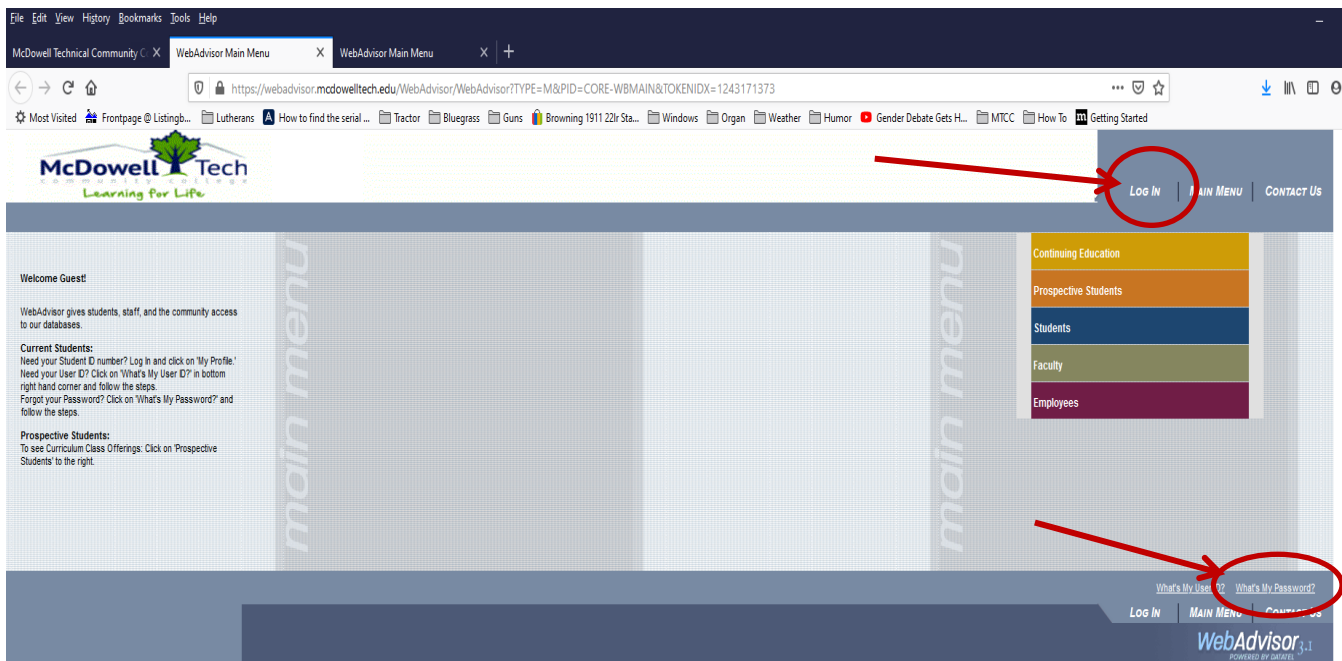 File Edit View History Bookmarks Tools Help
McDowell Technical Community C WebAdvisor Main Menu WebAdvisor Main Menu
https://webadvisor.mcdowelltech.edu/WebAdvisor/WebAdvisor?TYPE=M&PID=CORE-WBMAIN&TOKENIDX=1243171373
Most Visited Frontpage @ Listingb... Lutherans How to find the serial ... Tractor Bluegrass Guns Browning 1911 22lr Sta... Windows Organ Weather Humor Gender Debate Gets H... MTCC How To Getting Started
McDowell Tech
community college
Learning for Life
LOG IN MAIN MENU CONTACT US
main menu
main menu
Continuing Education
Prospective Students
Students
Faculty
Employees
Welcome Guest!
WebAdvisor gives students, staff, and the community access
to our databases.
Current Students:
Need your Student ID number? Log In and click on 'My Profile.'
Need your User ID? Click on 'What's My User ID?' in bottom
right hand corner and follow the steps.
Forgot your Password? Click on 'What's My Password?' and
follow the steps.
Prospective Students:
To see Curriculum Class Offerings: Click on 'Prospective
Students' to the right.
What's My User ID? What's My Password?
LOG IN MAIN MENU CONTACT US
WebAdvisor 3.1
POWERED BY DATATEL